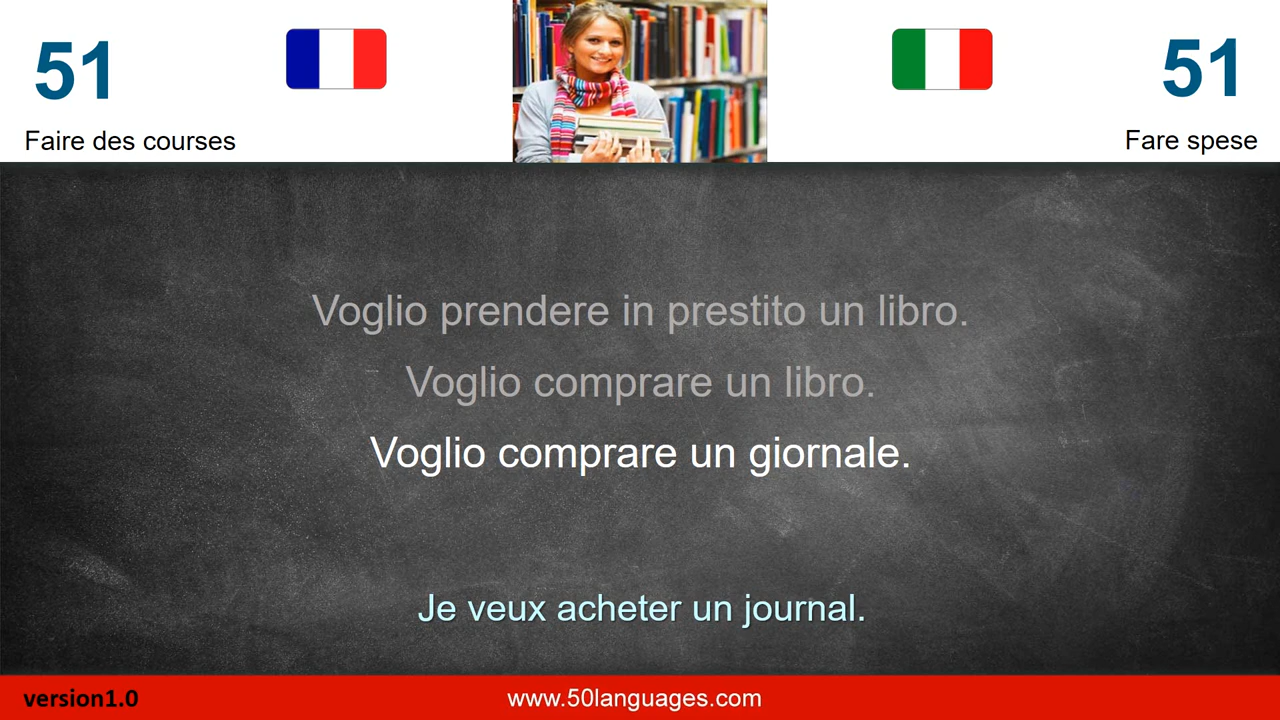 51
51
Faire des courses
Fare spese
Voglio prendere in prestito un libro.
Voglio comprare un libro.
Voglio comprare un giornale.
Je veux acheter un journal.
version1.0
www.50languages.com